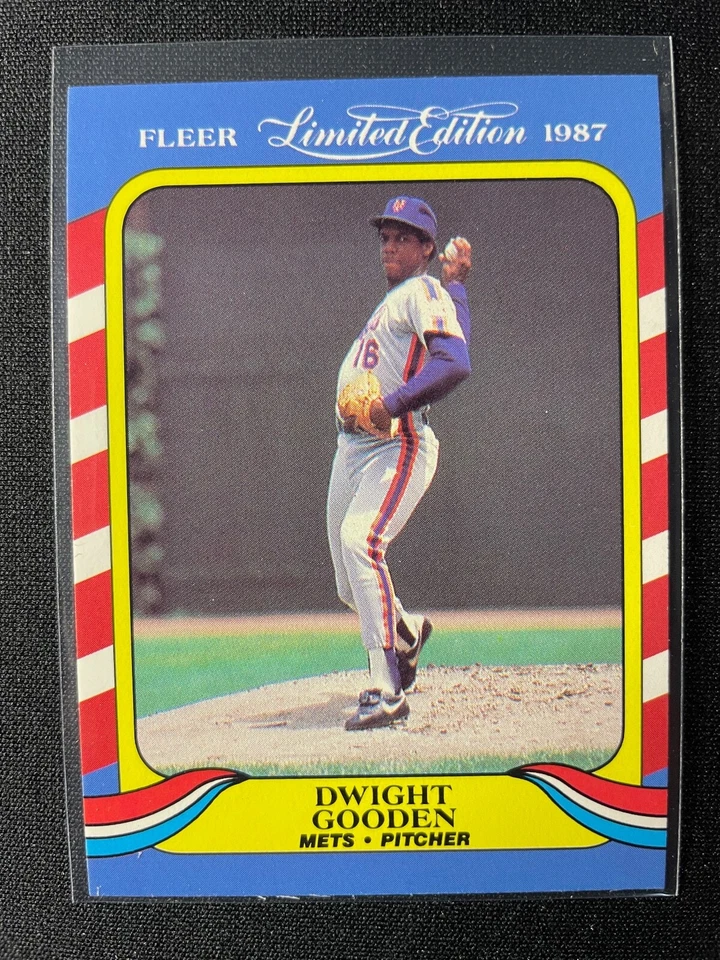 FLEER Limited Edition 1987
16
DWIGHT
GOODEN
METS • PITCHER